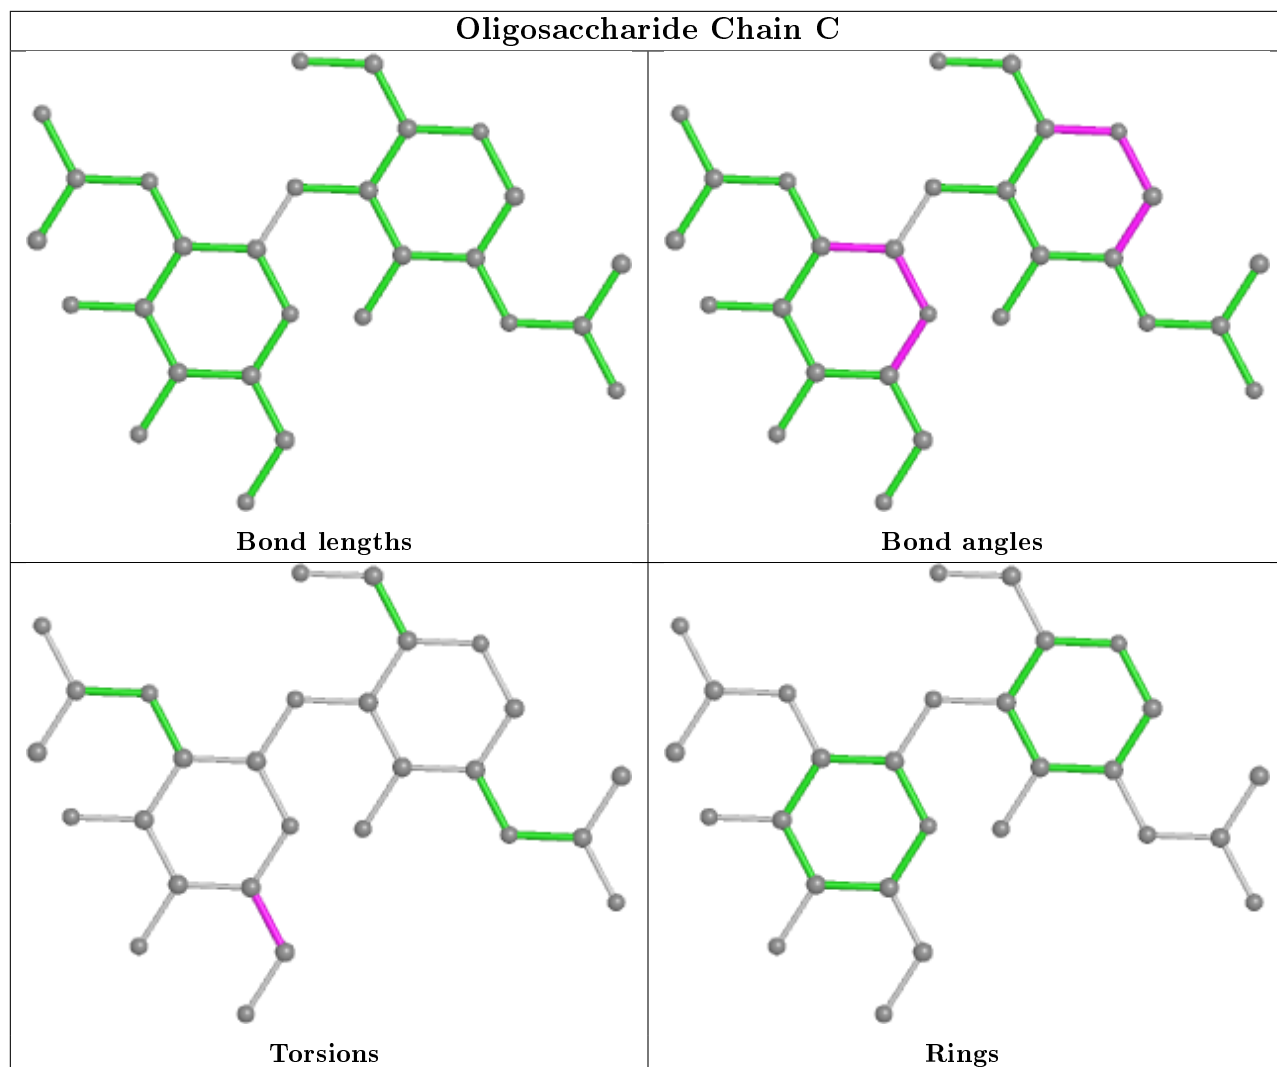 Oligosaccharide Chain C
Bond lengths
Bond angles
Torsions
Rings